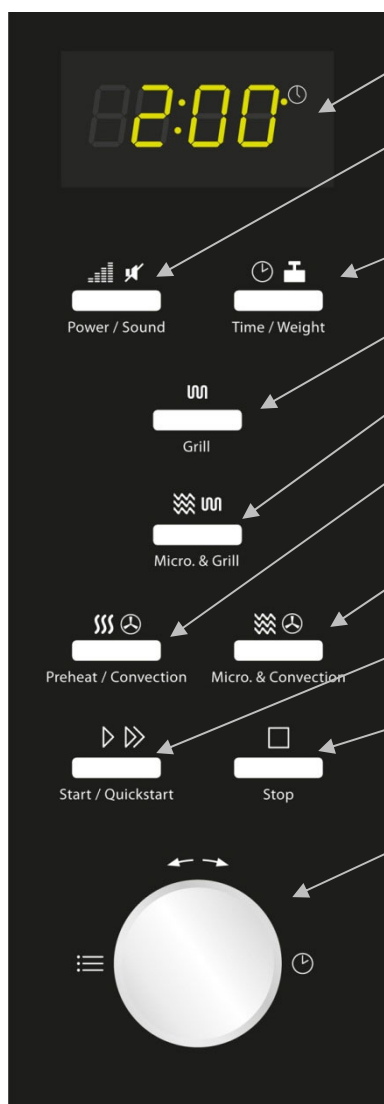 2:00
Power / Sound
Time / Weight
Grill
Micro. & Grill
Preheat / Convection
Micro. & Convection
Start / Quickstart
Stop